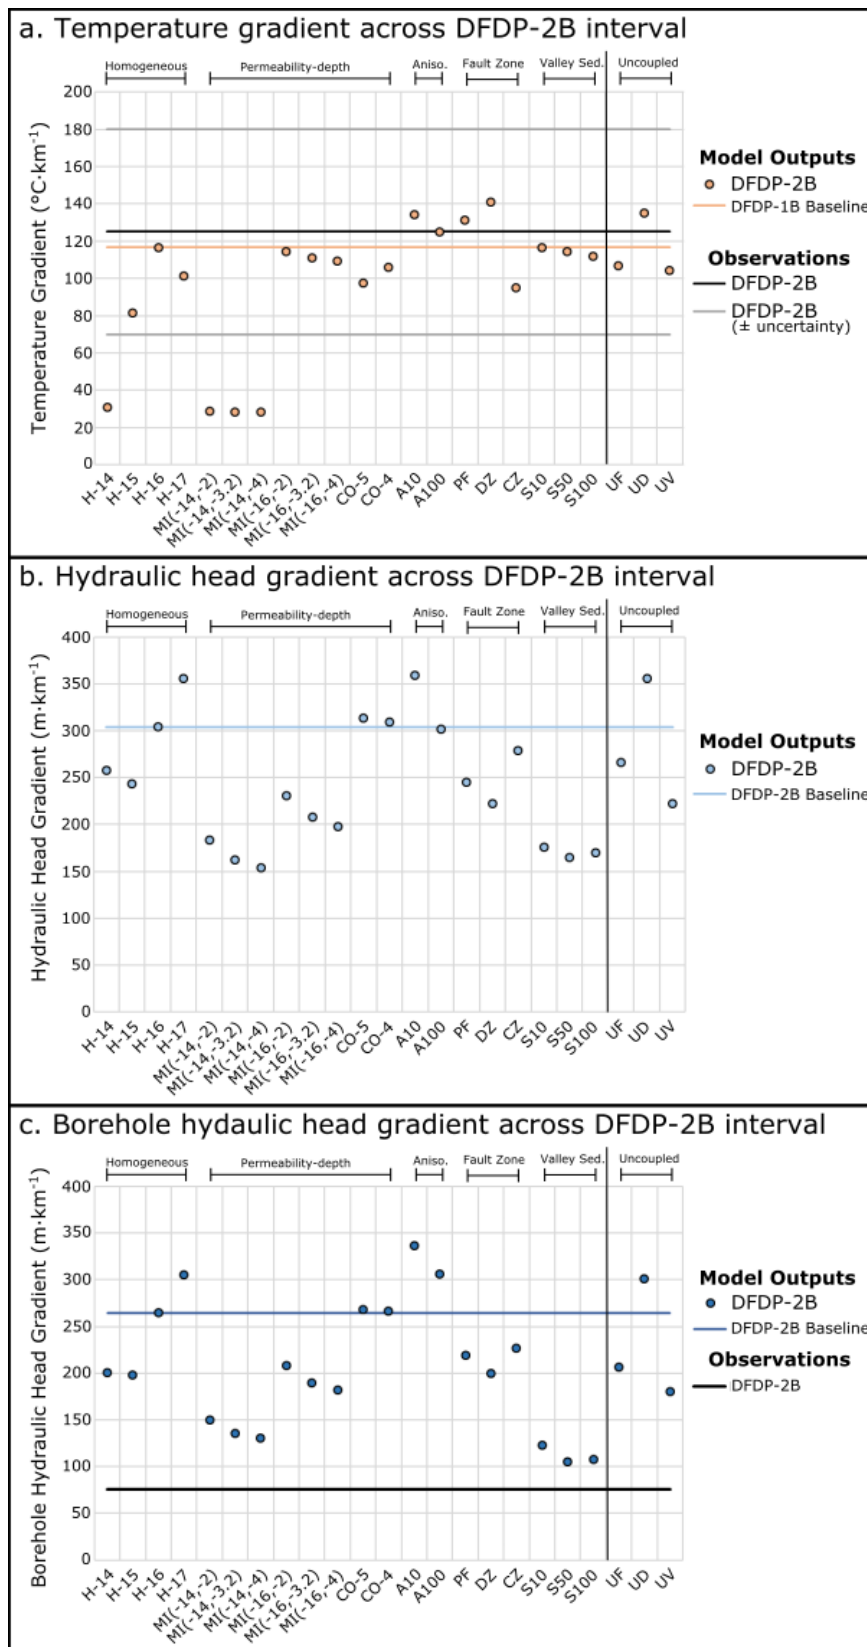 a. Temperature gradient across DFDP-2B interval
Homogeneous
Permeability-depth
Aniso.
Fault Zone
Valley Sed.
Uncoupled
Temperature Gradient (°C·km⁻¹)
200
180
160
140
120
100
80
60
40
20
0
H-14
H-15
H-16
H-17
MI(-14,-2)
MI(-14,-3.2)
MI(-14,-4)
MI(-16,-2)
MI(-16,-3.2)
MI(-16,-4)
CO-5
CO-4
A10
A100
PF
DZ
CZ
S10
S50
S100
UF
UD
UV
Model Outputs
DFDP-2B
DFDP-1B Baseline
Observations
DFDP-2B
DFDP-2B
(± uncertainty)
b. Hydraulic head gradient across DFDP-2B interval
Homogeneous
Permeability-depth
Aniso.
Fault Zone
Valley Sed.
Uncoupled
Hydraulic Head Gradient (m·km⁻¹)
400
350
300
250
200
150
100
50
0
H-14
H-15
H-16
H-17
MI(-14,-2)
MI(-14,-3.2)
MI(-14,-4)
MI(-16,-2)
MI(-16,-3.2)
MI(-16,-4)
CO-5
CO-4
A10
A100
PF
DZ
CZ
S10
S50
S100
UF
UD
UV
Model Outputs
DFDP-2B
DFDP-2B Baseline
c. Borehole hydaulic head gradient across DFDP-2B interval
Homogeneous
Permeability-depth
Aniso.
Fault Zone
Valley Sed.
Uncoupled
Borehole Hydraulic Head Gradient (m·km⁻¹)
400
350
300
250
200
150
100
50
0
H-14
H-15
H-16
H-17
MI(-14,-2)
MI(-14,-3.2)
MI(-14,-4)
MI(-16,-2)
MI(-16,-3.2)
MI(-16,-4)
CO-5
CO-4
A10
A100
PF
DZ
CZ
S10
S50
S100
UF
UD
UV
Model Outputs
DFDP-2B
DFDP-2B Baseline
Observations
DFDP-2B